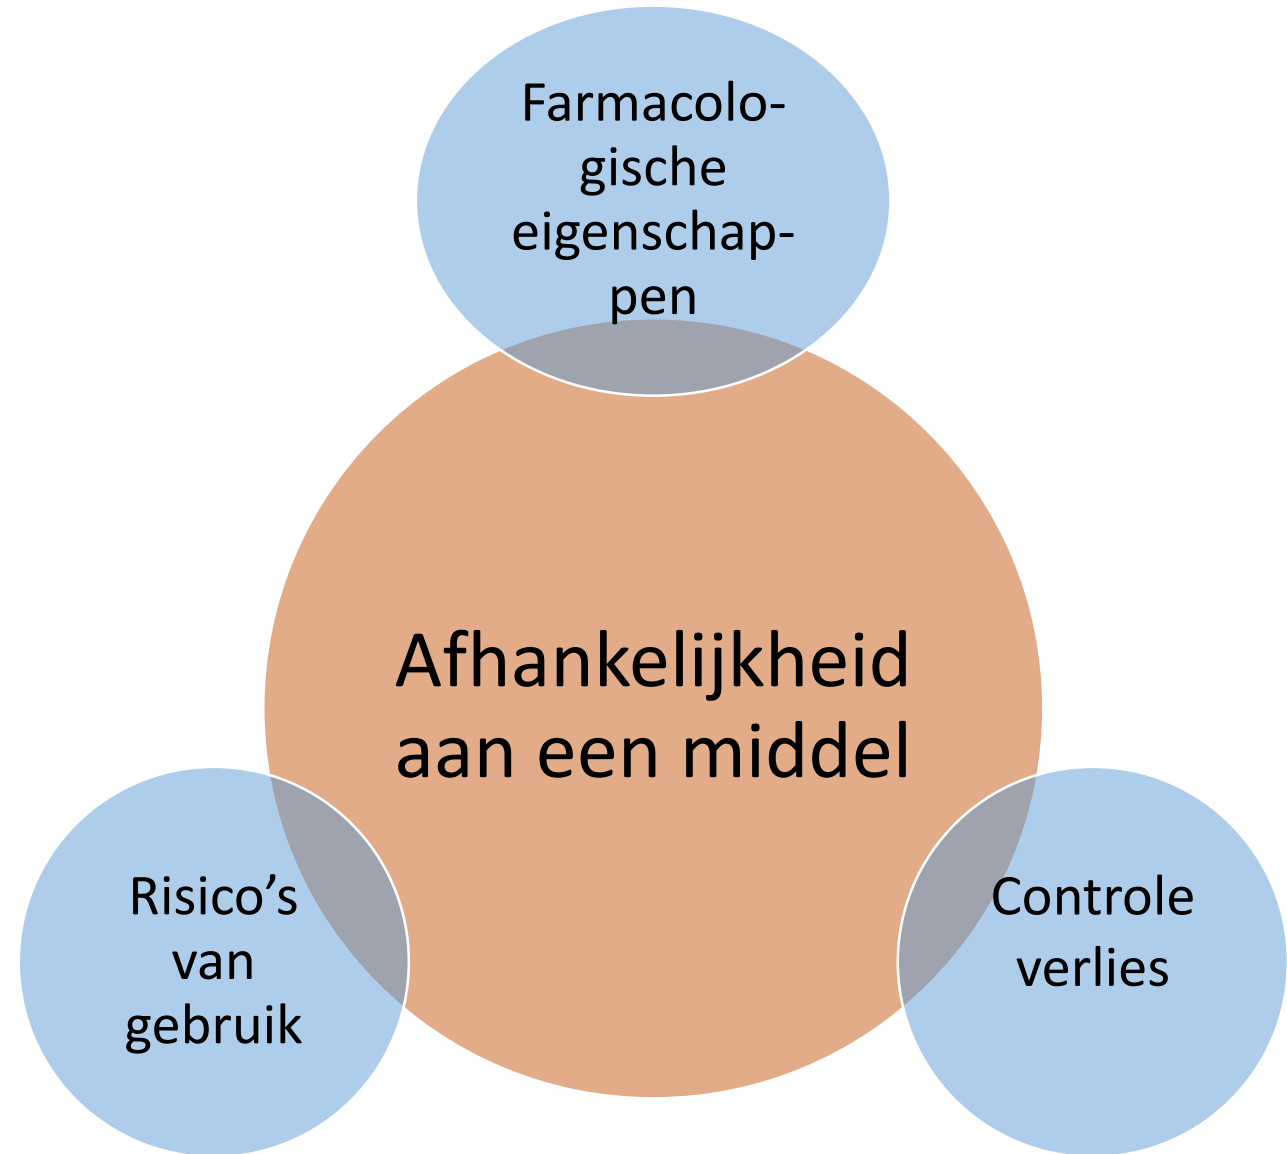 Farmacolo-
gische
eigenschap-
pen
Afhankelijkheid
aan een middel
Risico’s
van
gebruik
Controle
verlies